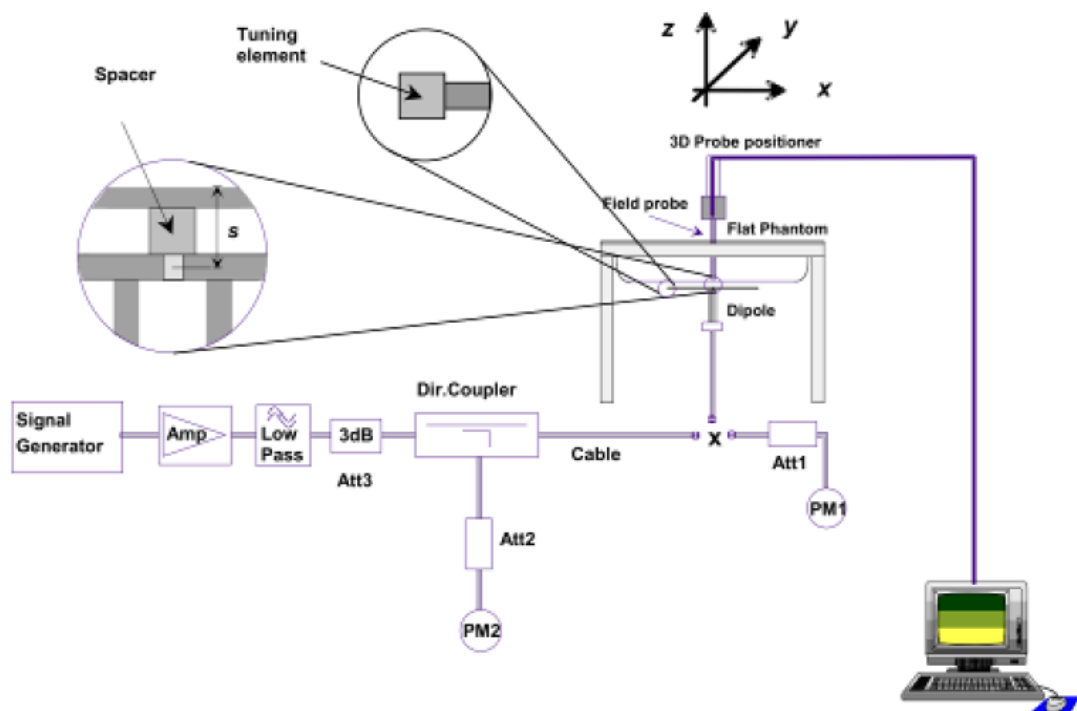 Tuning
element
z
y
x
Spacer
3D Probe positioner
Field probe
Flat Phantom
s
Dipole
Dir.Coupler
Signal
Generator
Amp
Low
Pass
3dB
Att3
Cable
X
Att1
PM1
Att2
PM2